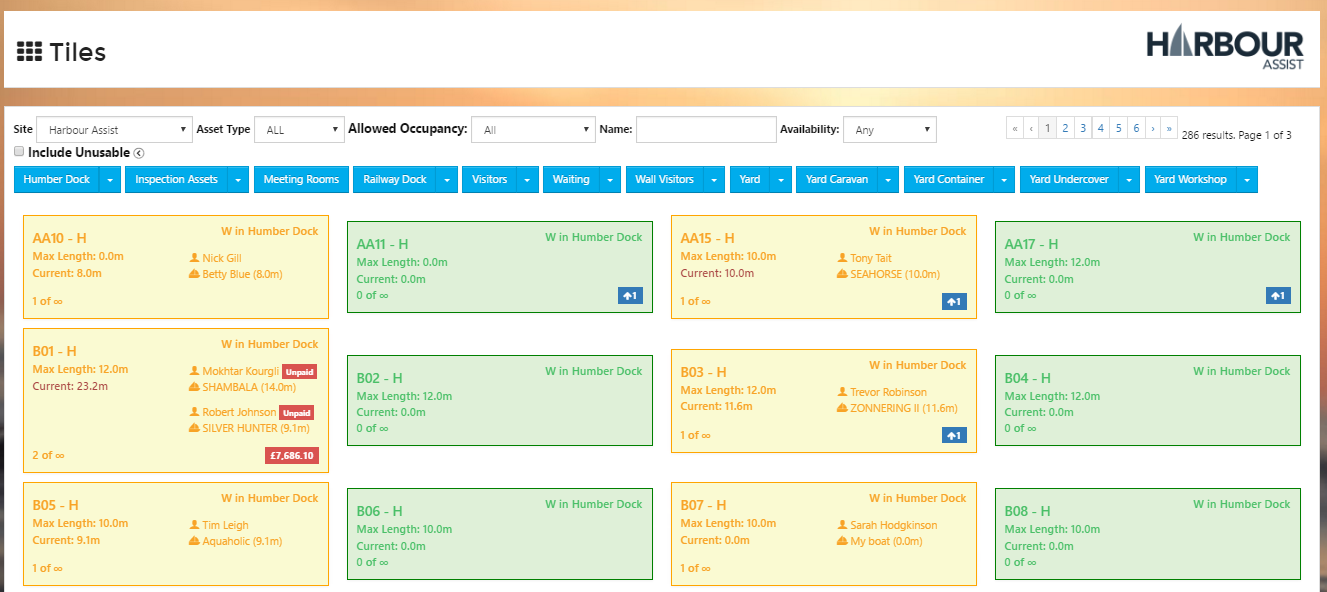 Tiles
HARBOUR
ASSIST
Site Harbour Assist Asset Type ALL Allowed Occupancy: All Name: Availability: Any « ‹ 1 2 3 4 5 6 › » 286 results. Page 1 of 3
Include Unusable
Humber Dock Inspection Assets Meeting Rooms Railway Dock Visitors Waiting Wall Visitors Yard Yard Caravan Yard Container Yard Undercover Yard Workshop
AA10 - H
W in Humber Dock
Max Length: 0.0m
Current: 8.0m
Nick Gill
Betty Blue (8.0m)
1 of ∞
AA11 - H
W in Humber Dock
Max Length: 0.0m
Current: 0.0m
0 of ∞
1
AA15 - H
W in Humber Dock
Max Length: 10.0m
Current: 10.0m
Tony Tait
SEAHORSE (10.0m)
1 of ∞
1
AA17 - H
W in Humber Dock
Max Length: 12.0m
Current: 0.0m
0 of ∞
1
B01 - H
W in Humber Dock
Max Length: 12.0m
Current: 23.2m
Mokhtar Kourgli Unpaid
SHAMBALA (14.0m)
Robert Johnson Unpaid
SILVER HUNTER (9.1m)
2 of ∞
£7,686.10
B02 - H
W in Humber Dock
Max Length: 12.0m
Current: 0.0m
0 of ∞
B03 - H
W in Humber Dock
Max Length: 12.0m
Current: 11.6m
Trevor Robinson
ZONNERING II (11.6m)
1 of ∞
1
B04 - H
W in Humber Dock
Max Length: 12.0m
Current: 0.0m
0 of ∞
B05 - H
W in Humber Dock
Max Length: 10.0m
Current: 9.1m
Tim Leigh
Aquaholic (9.1m)
1 of ∞
B06 - H
W in Humber Dock
Max Length: 10.0m
Current: 0.0m
0 of ∞
B07 - H
W in Humber Dock
Max Length: 10.0m
Current: 0.0m
Sarah Hodgkinson
My boat (0.0m)
1 of ∞
B08 - H
W in Humber Dock
Max Length: 10.0m
Current: 0.0m
0 of ∞